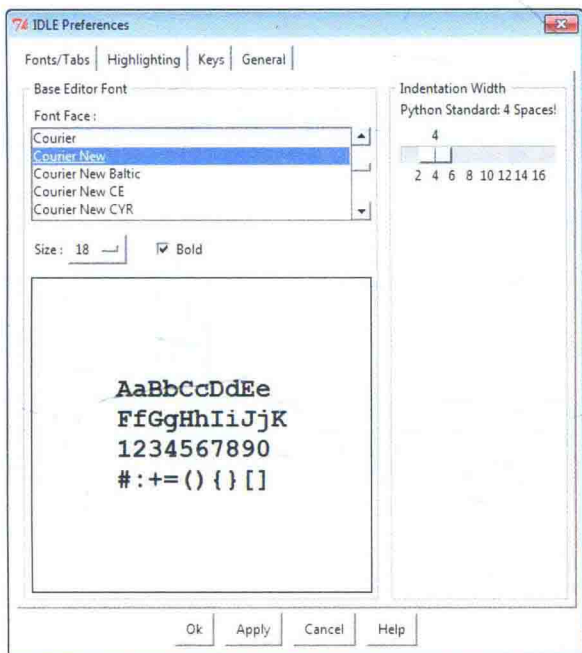 IDLE Preferences
Fonts/Tabs Highlighting Keys General
Base Editor Font
Font Face :
Courier
Courier New
Courier New Baltic
Courier New CE
Courier New CYR
Size : 18 Bold
AaBbCcDdEe
FfGgHhIiJjK
1234567890
#:+=(){}[]
Indentation Width
Python Standard: 4 Spaces!
4
2 4 6 8 10 12 14 16
Ok Apply Cancel Help